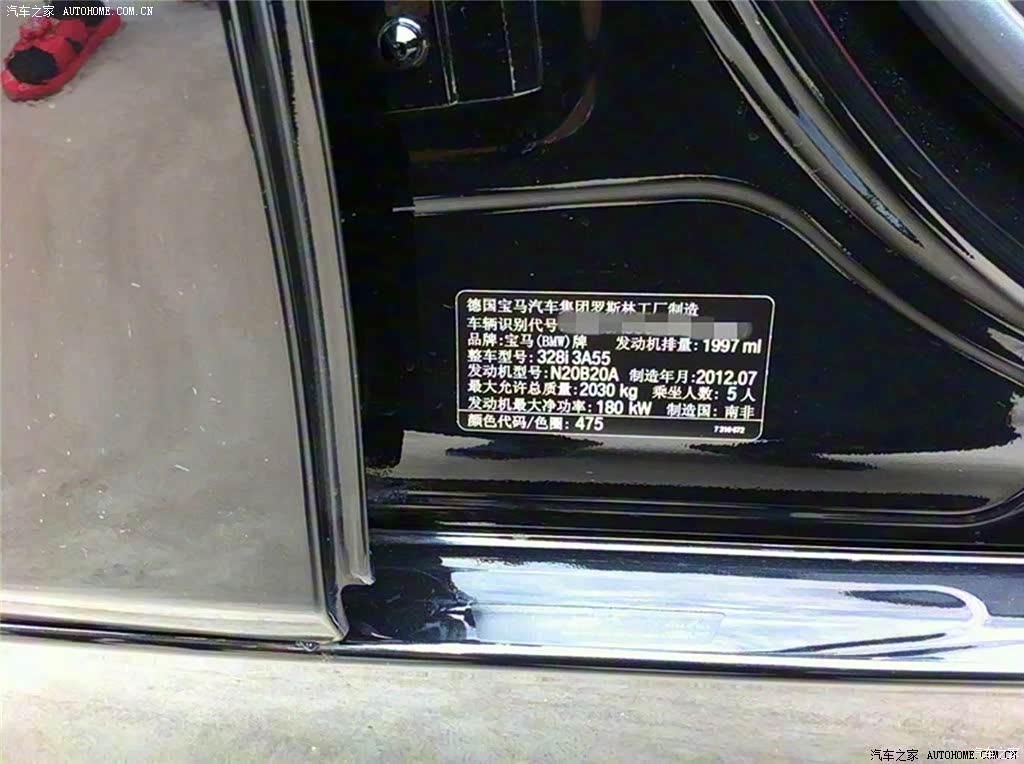 汽车之家 AUTOHOME.COM.CN
德国宝马汽车集团罗斯林工厂制造
车辆识别代号
品牌:宝马(BMW)牌 发动机排量:1997 ml
整车型号:328i 3A55
发动机型号:N20B20A 制造年月:2012.07
最大允许总质量:2030 kg 乘坐人数: 5 人
发动机最大净功率:180 kW 制造国: 南非
颜色代码/色圈: 475
汽车之家 AUTOHOME.COM.CN